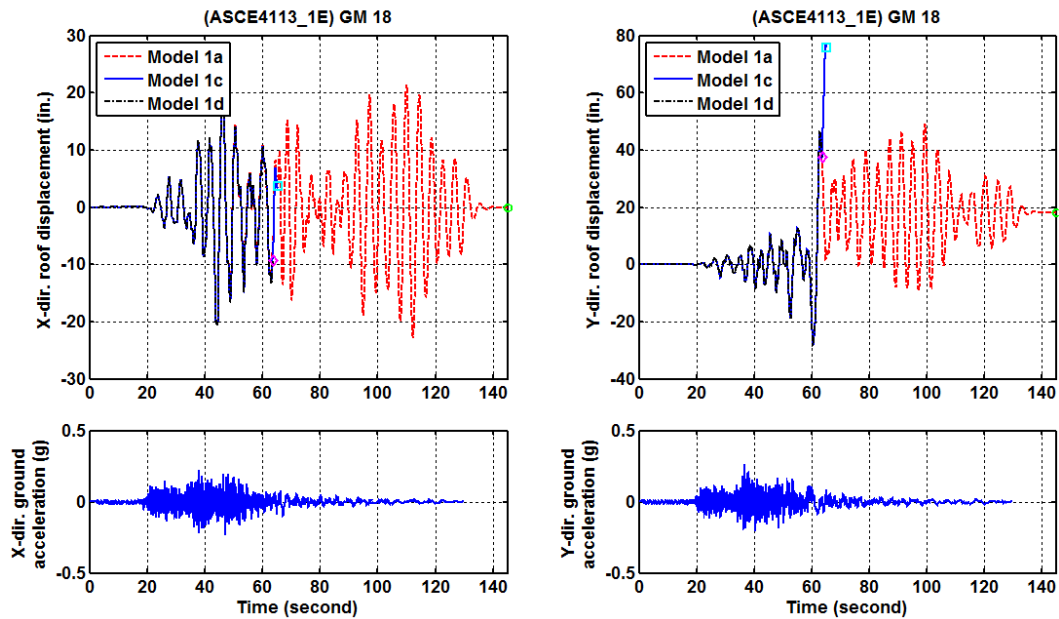 (ASCE4113_1E) GM 18
30
20
10
0
-10
-20
-30
X-dir. roof displacement (in.)
Model 1a
Model 1c
Model 1d
0 20 40 60 80 100 120 140
0.5
0
-0.5
X-dir. ground
acceleration (g)
0 20 40 60 80 100 120 140
Time (second)
(ASCE4113_1E) GM 18
80
60
40
20
0
-20
-40
Y-dir. roof displacement (in.)
Model 1a
Model 1c
Model 1d
0 20 40 60 80 100 120 140
0.5
0
-0.5
Y-dir. ground
acceleration (g)
0 20 40 60 80 100 120 140
Time (second)